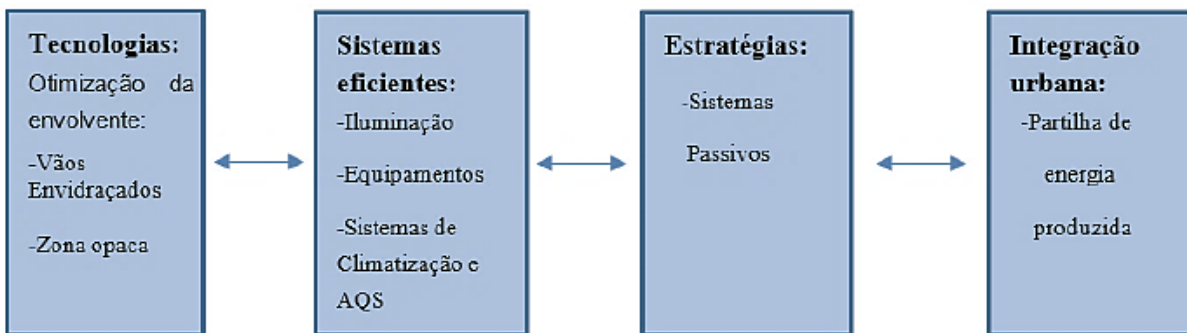 Tecnologias:
Otimização da
envolvente:
-Vãos
Envidraçados
-Zona opaca
Sistemas
eficientes:
-Iluminação
-Equipamentos
-Sistemas de
Climatização e
AQS
Estratégias:
-Sistemas
Passivos
Integração
urbana:
-Partilha de
energia
produzida